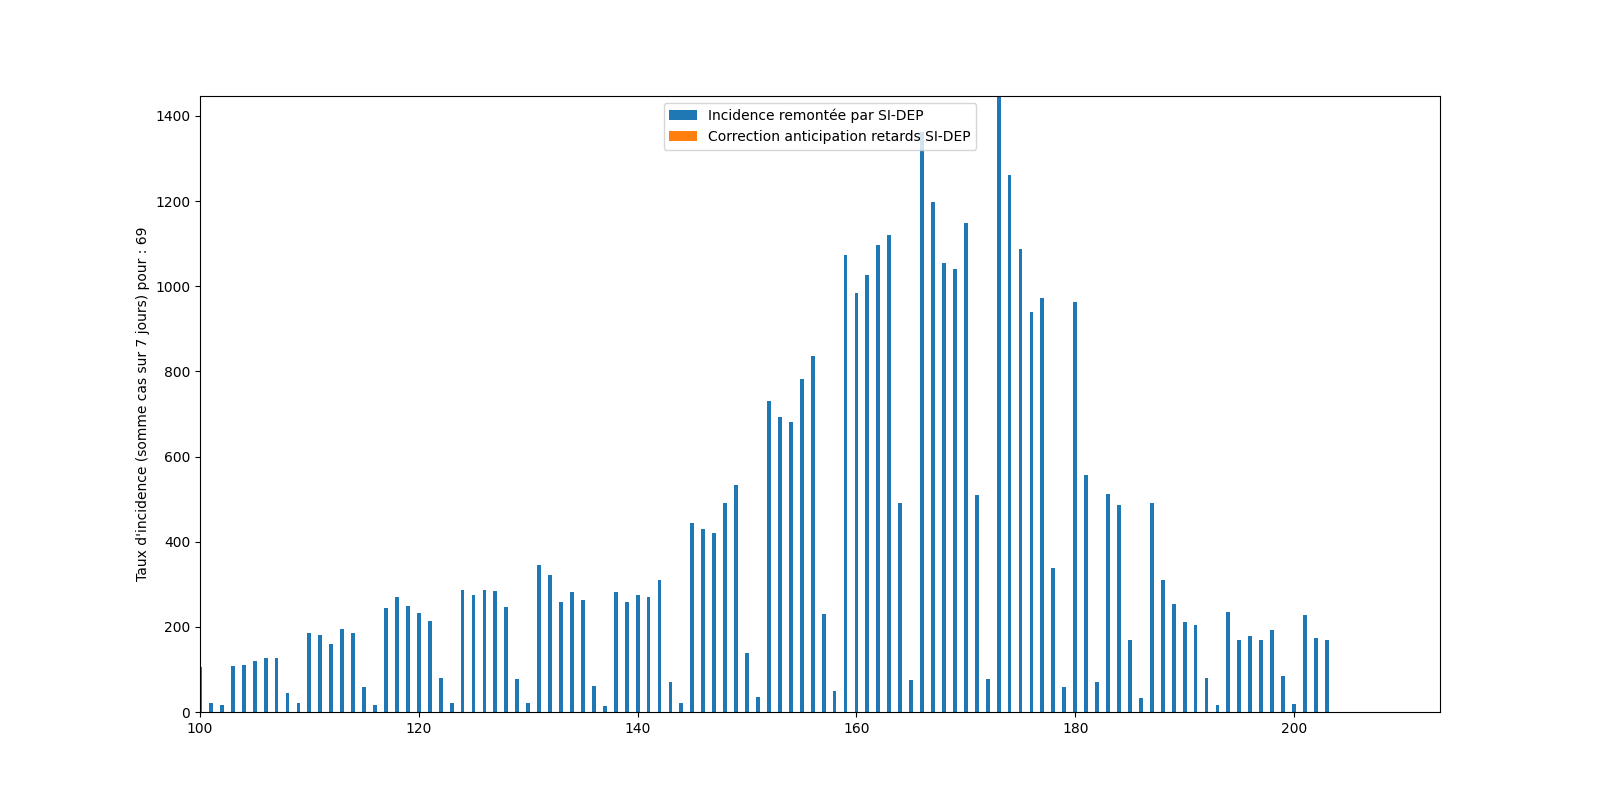 Incidence remontée par SI-DEP
Correction anticipation retards SI-DEP
Taux d'incidence (somme cas sur 7 jours) pour : 69
1400
1200
1000
800
600
400
200
0
100 120 140 160 180 200